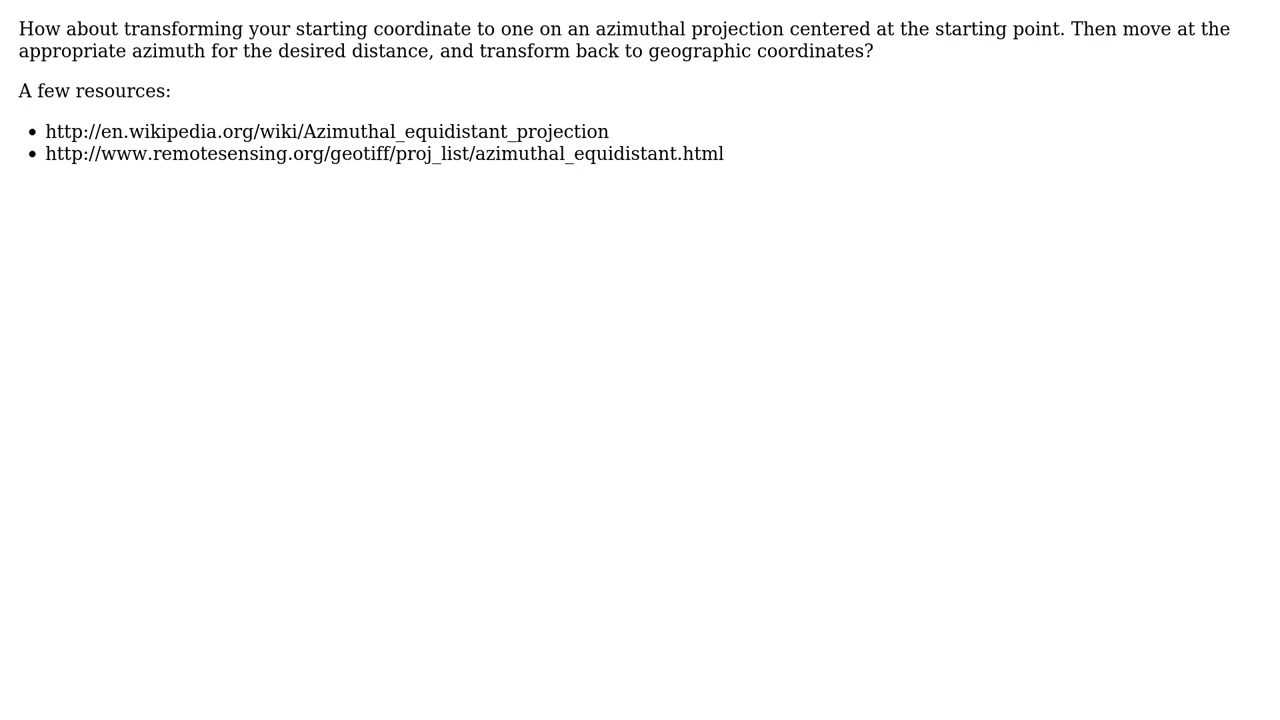 How about transforming your starting coordinate to one on an azimuthal projection centered at the starting point. Then move at the
appropriate azimuth for the desired distance, and transform back to geographic coordinates?
A few resources:
• http://en.wikipedia.org/wiki/Azimuthal_equidistant_projection
• http://www.remotesensing.org/geotiff/proj_list/azimuthal_equidistant.html